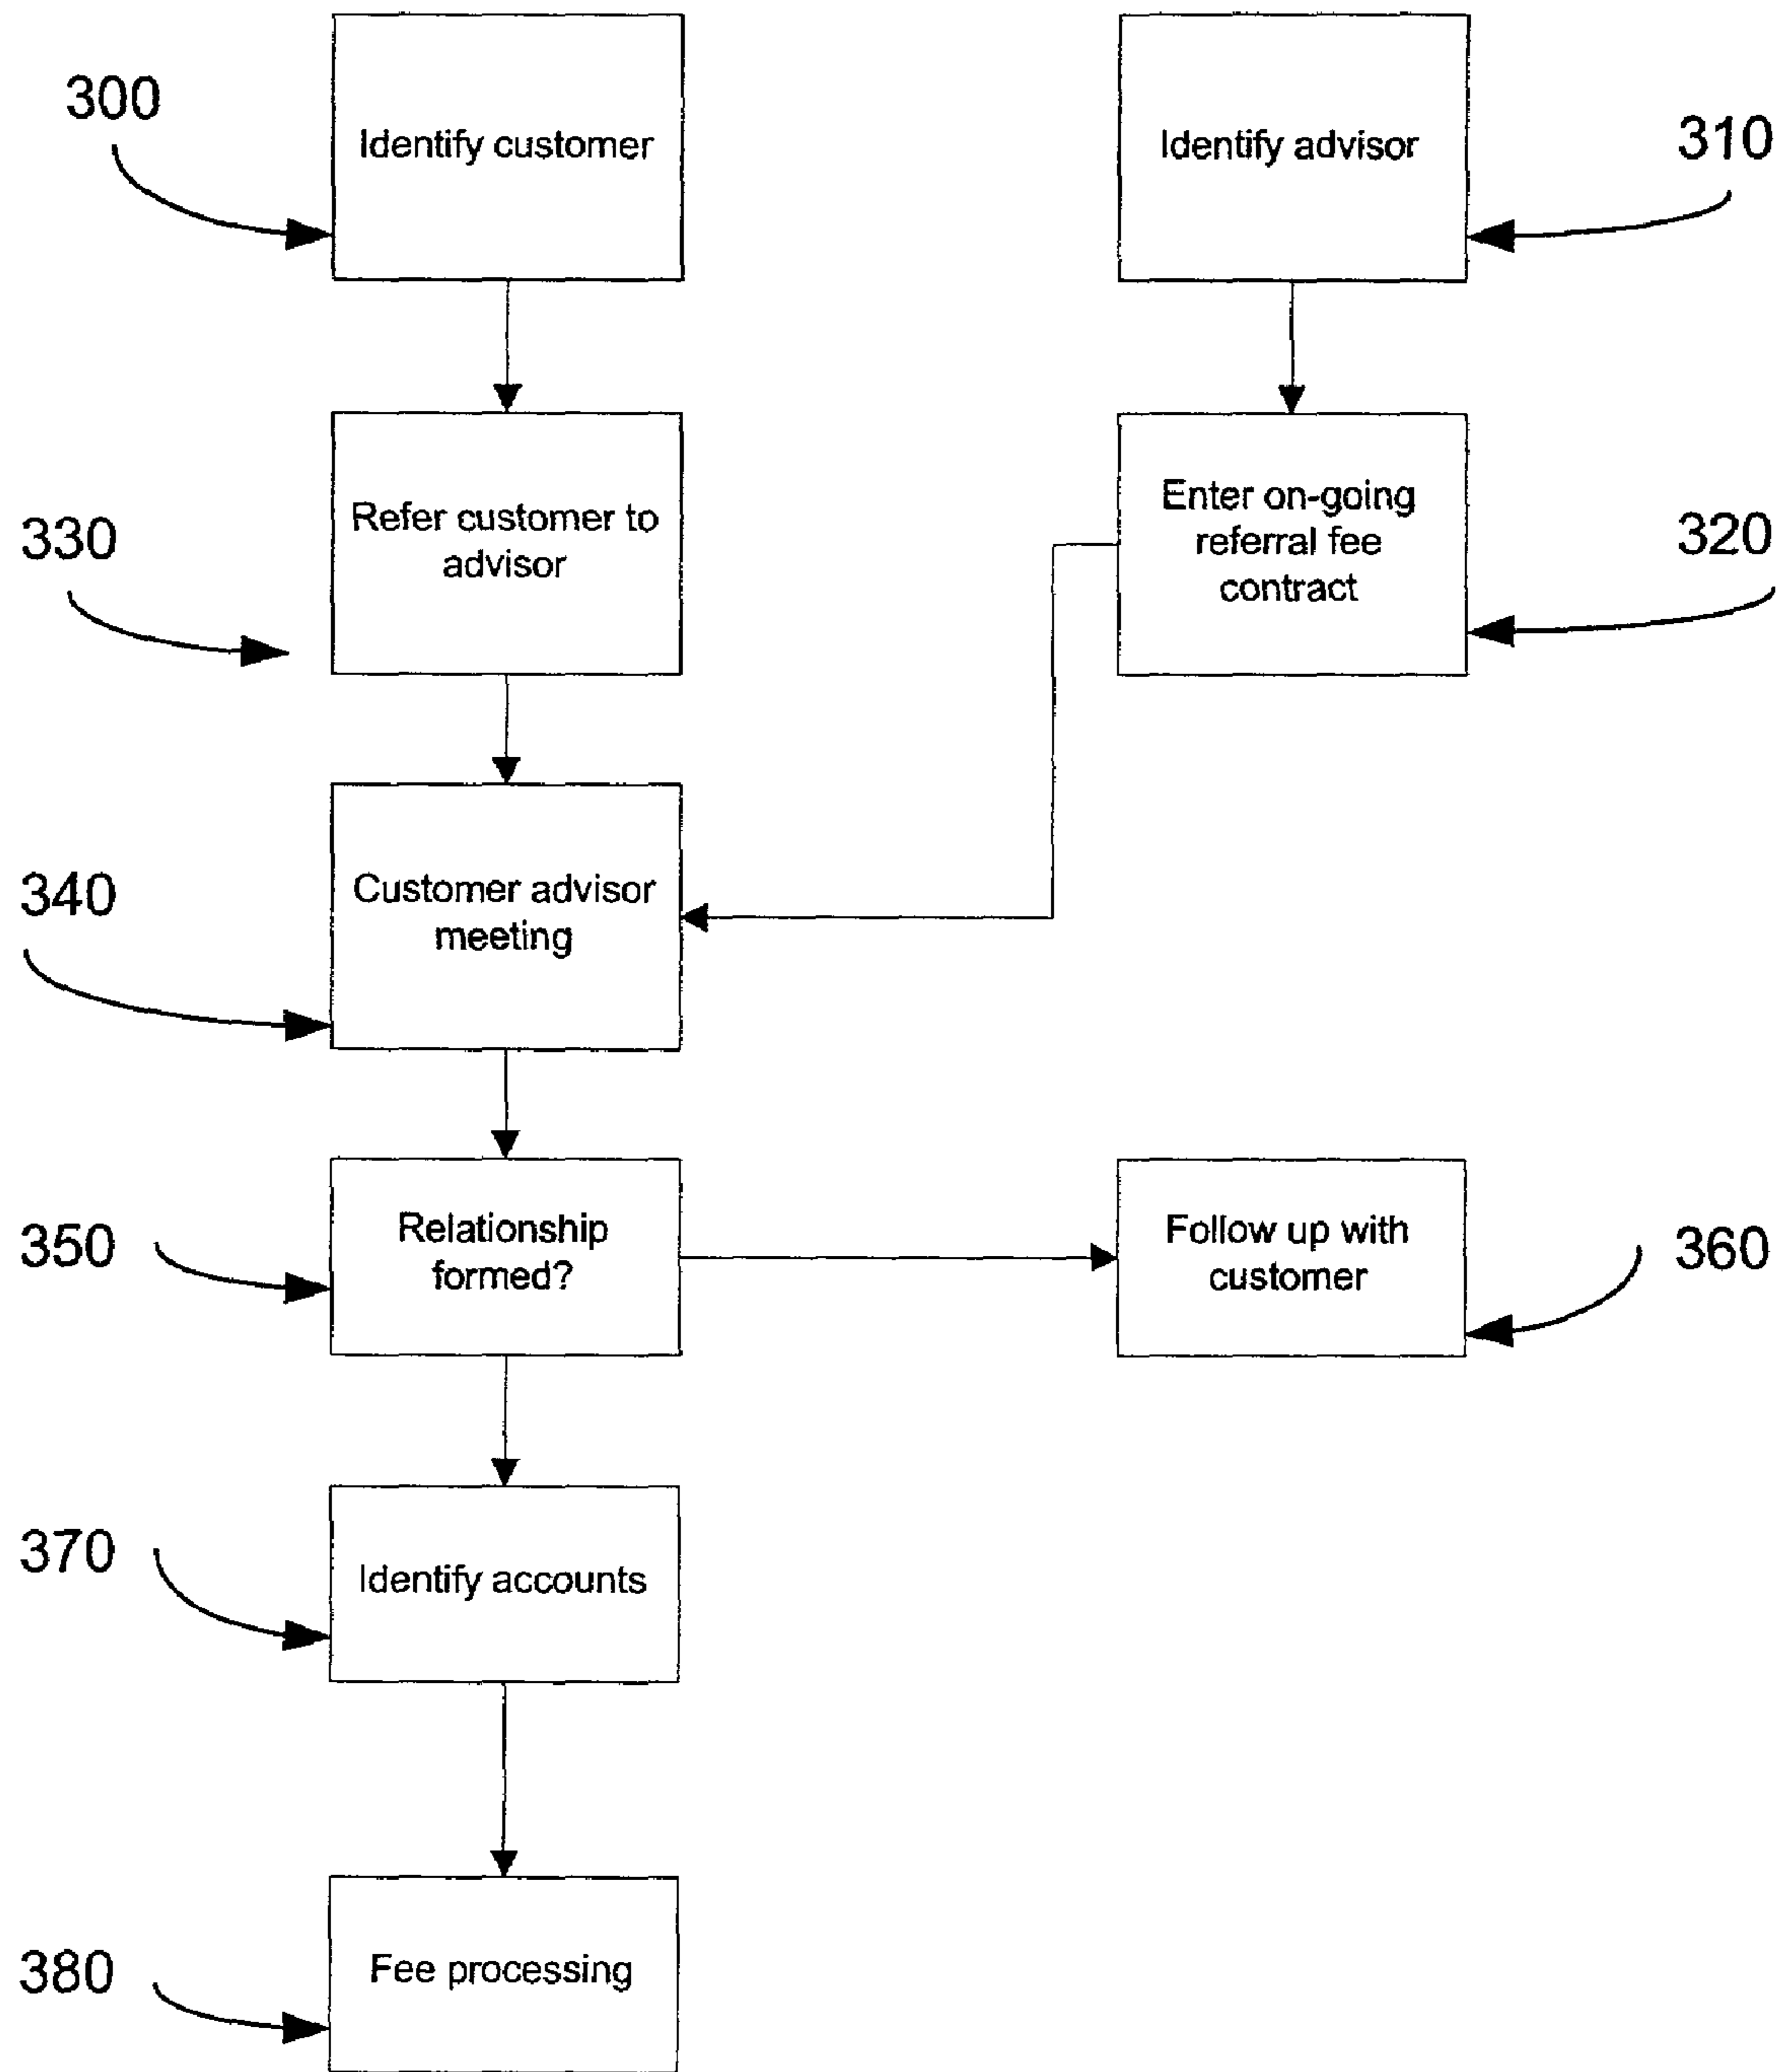 300
Identify customer
Identify advisor
310
330
Refer customer to
advisor
Enter on-going
referral fee
contract
320
340
Customer advisor
meeting
350
Relationship
formed?
Follow up with
customer
360
370
Identify accounts
380
Fee processing